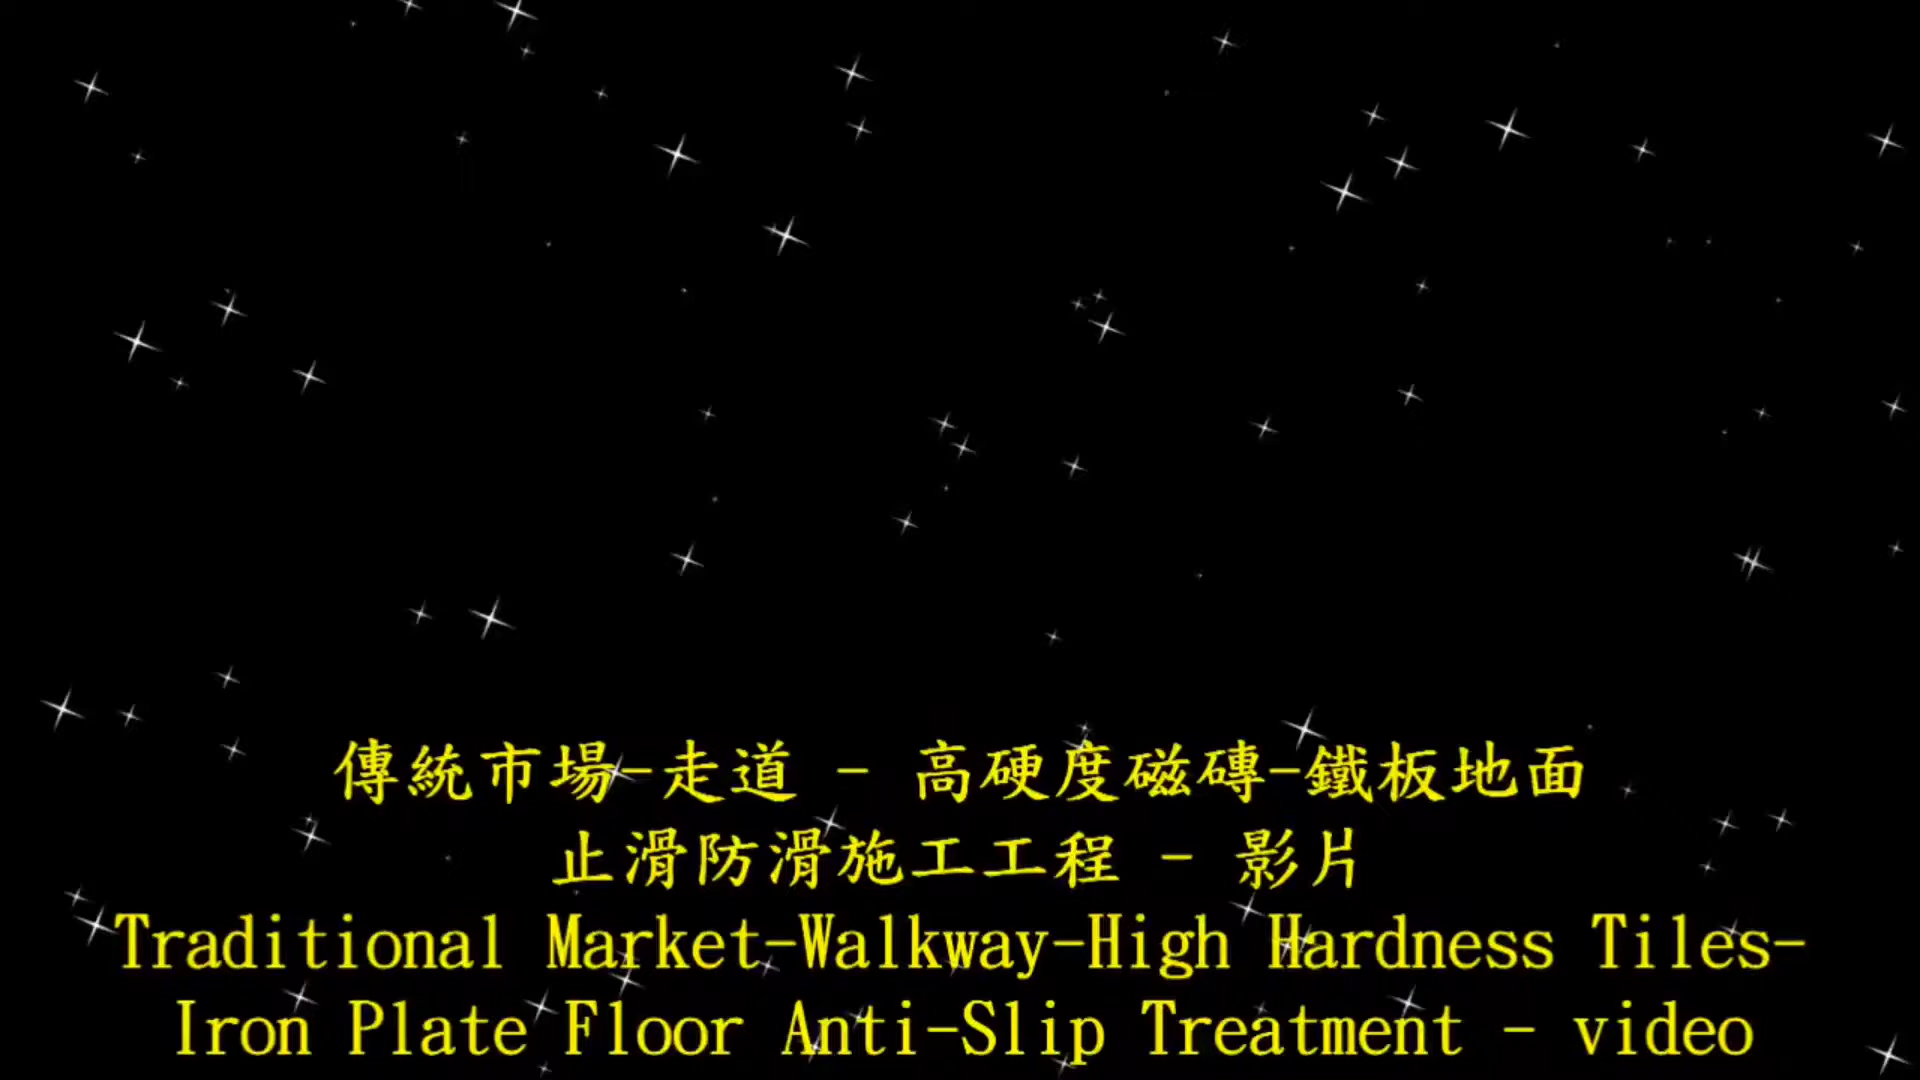 傳統市場-走道 - 高硬度磁磚-鐵板地面
止滑防滑施工工程 - 影片
Traditional Market-Walkway-High Hardness Tiles-
Iron Plate Floor Anti-Slip Treatment - video